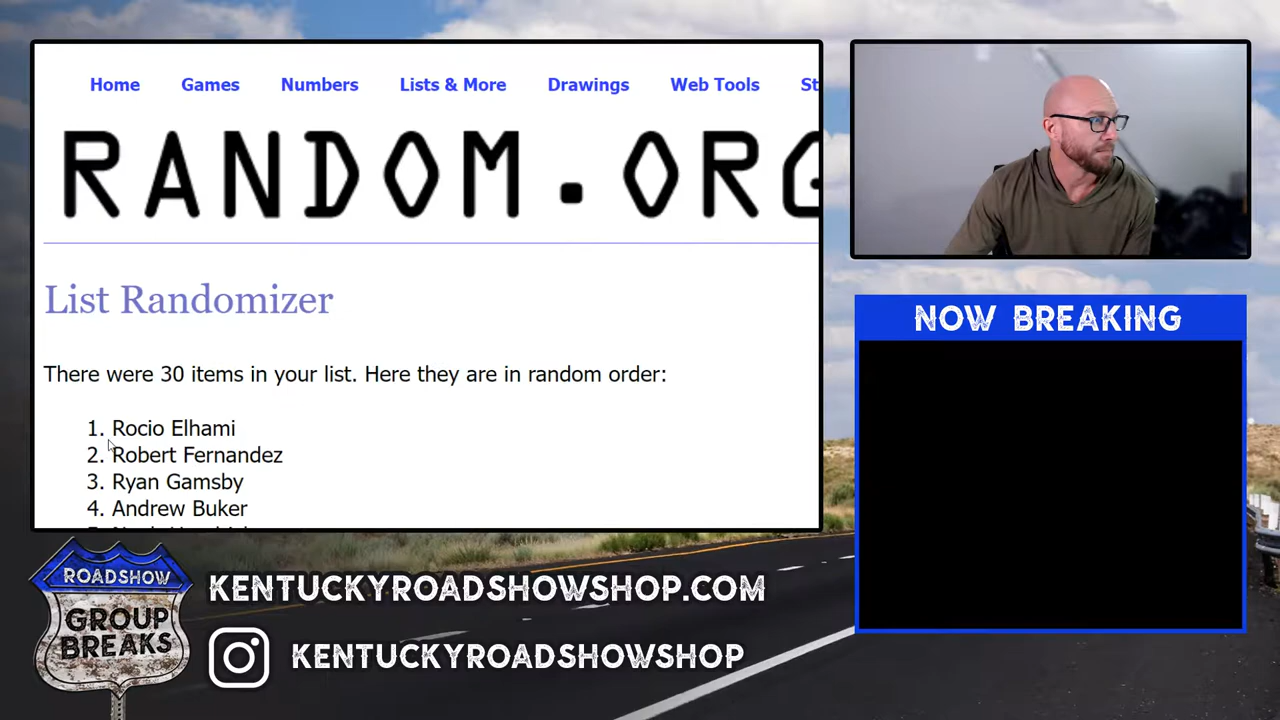 Home Games Numbers Lists & More Drawings Web Tools St
RANDOM.ORG
List Randomizer
There were 30 items in your list. Here they are in random order:
1. Rocio Elhami
2. Robert Fernandez
3. Ryan Gamsby
4. Andrew Buker
NOW BREAKING
ROADSHOW
GROUP
BREAKS
KENTUCKYROADSHOWSHOP.COM
KENTUCKYROADSHOWSHOP